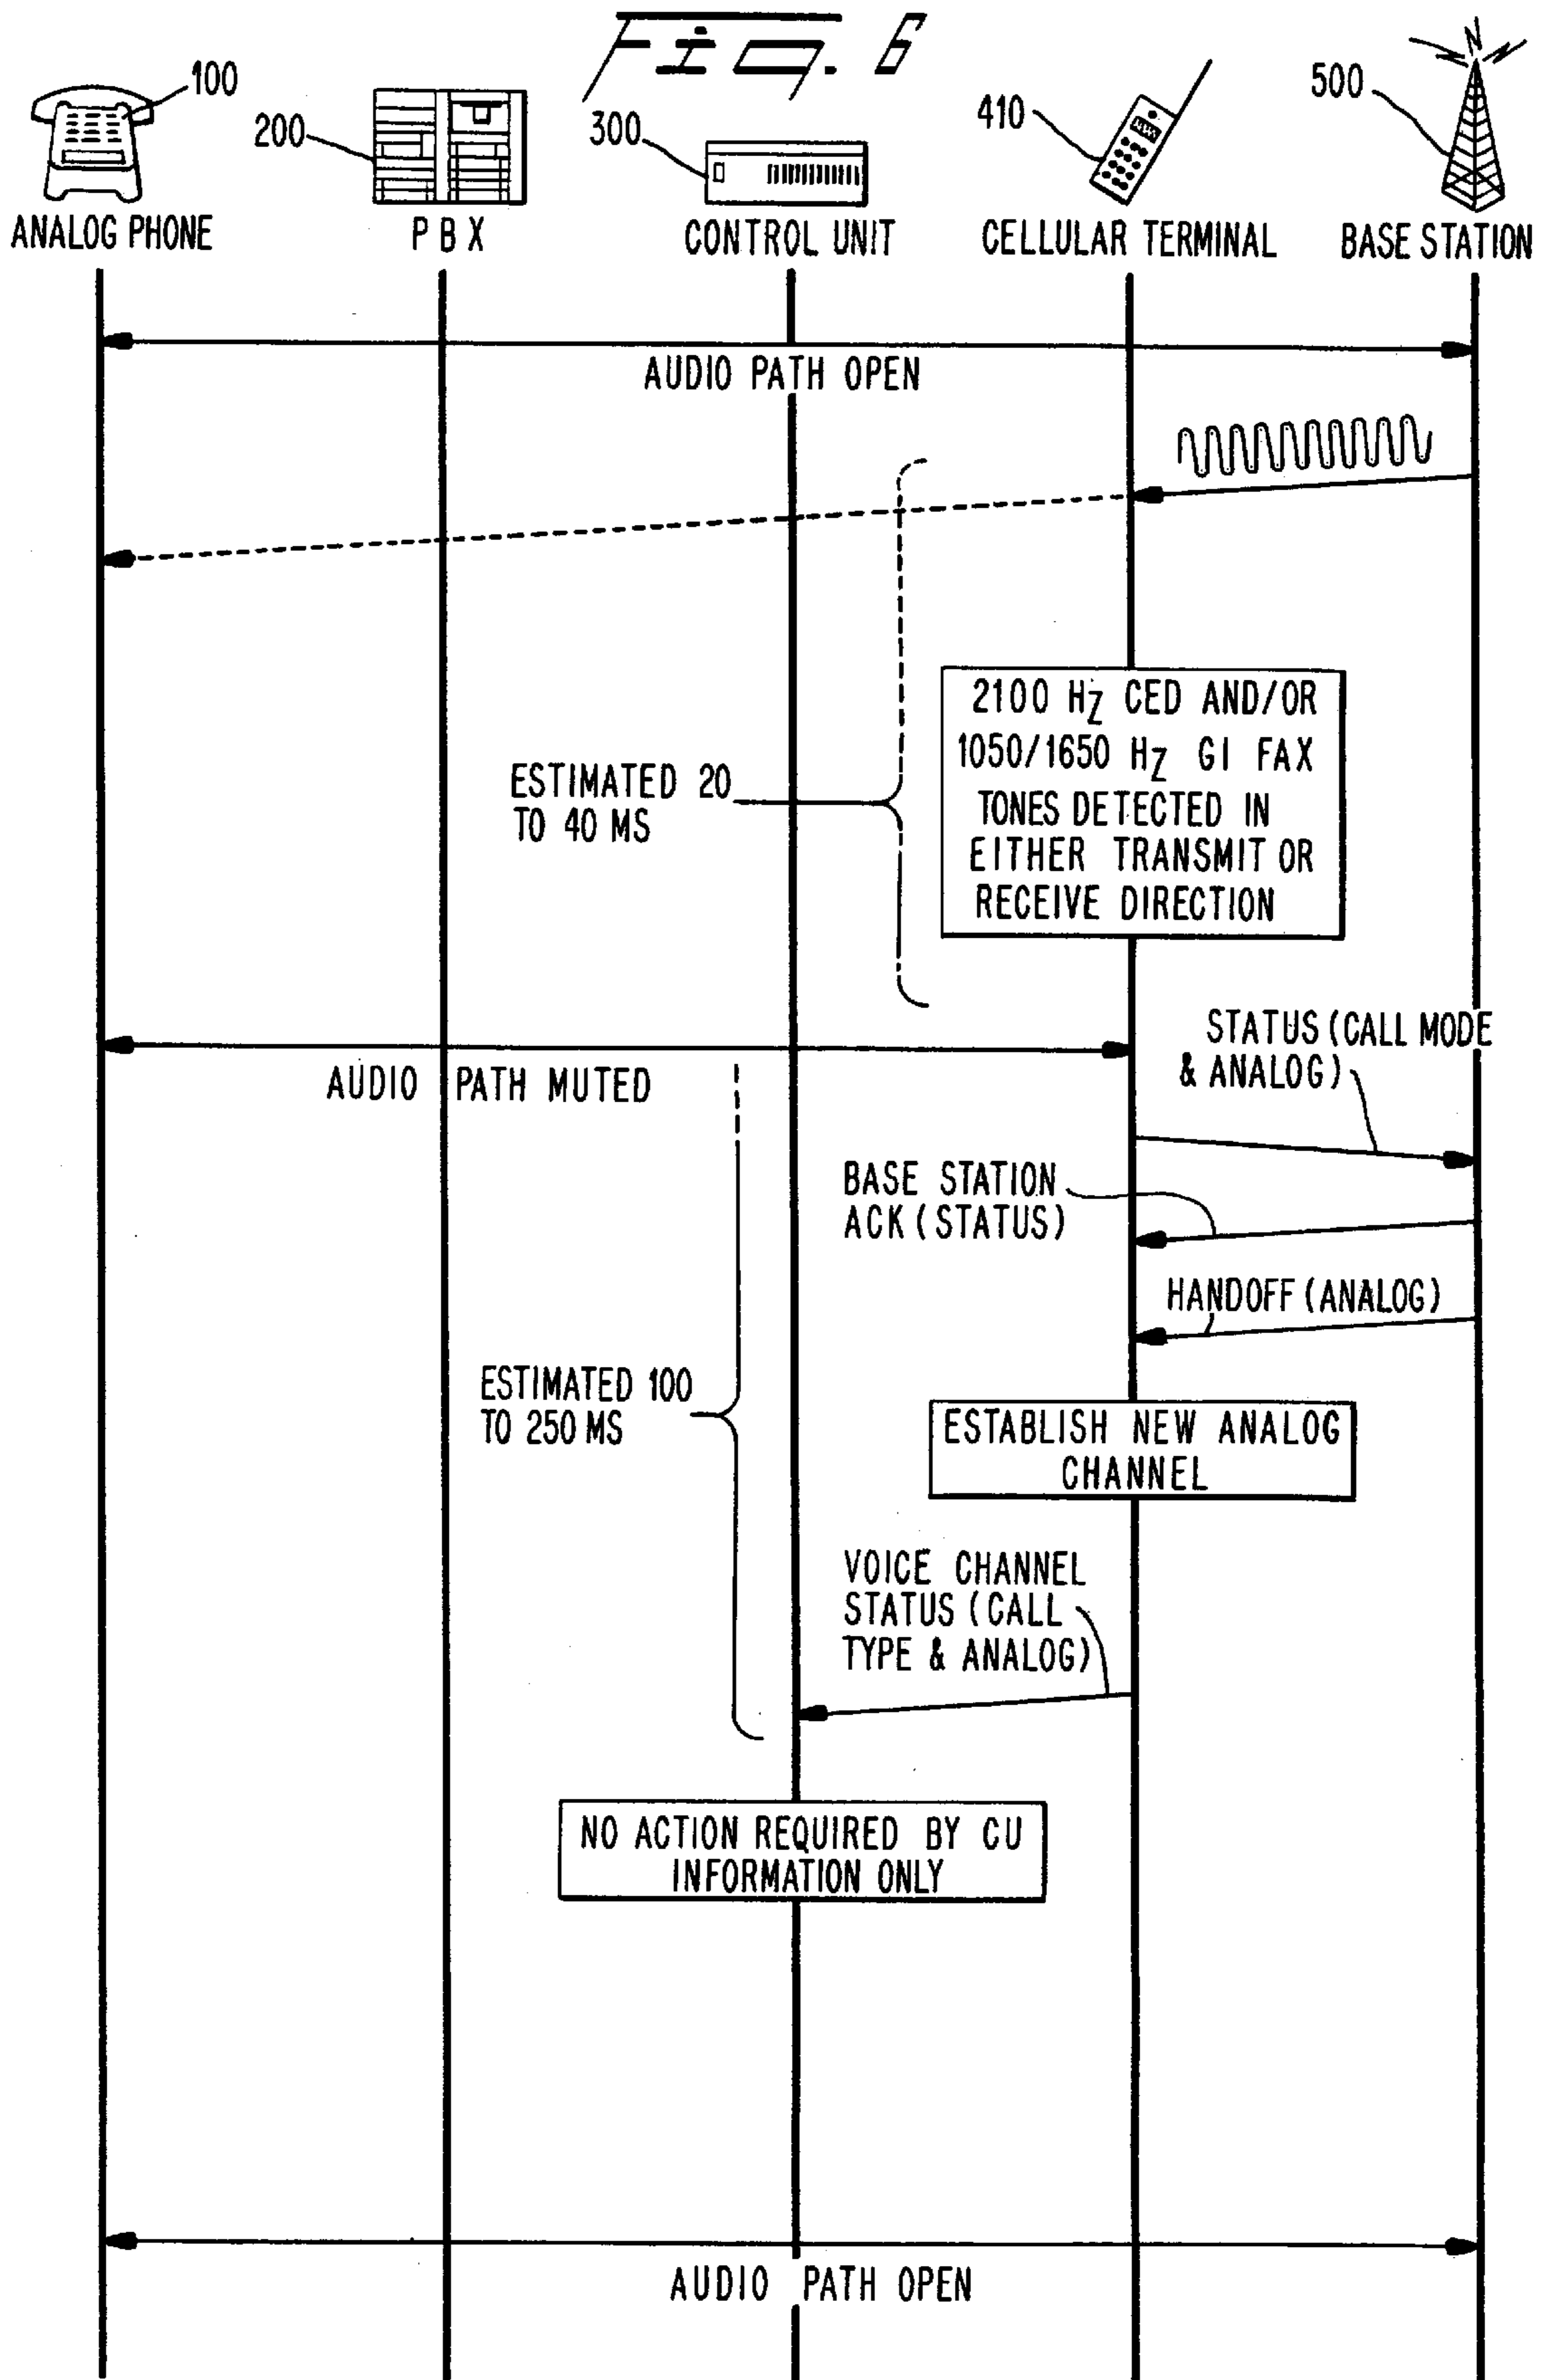 Fig. 6
100
200
300
410
500
ANALOG PHONE
PBX
CONTROL UNIT
CELLULAR TERMINAL
BASE STATION
AUDIO PATH OPEN
2100 HZ CED AND/OR
1050/1650 HZ GI FAX
TONES DETECTED IN
EITHER TRANSMIT OR
RECEIVE DIRECTION
ESTIMATED 20
TO 40 MS
STATUS (CALL MODE
& ANALOG)
AUDIO PATH MUTED
BASE STATION
ACK (STATUS)
HANDOFF (ANALOG)
ESTIMATED 100
TO 250 MS
ESTABLISH NEW ANALOG
CHANNEL
VOICE CHANNEL
STATUS (CALL
TYPE & ANALOG)
NO ACTION REQUIRED BY CU
INFORMATION ONLY
AUDIO PATH OPEN